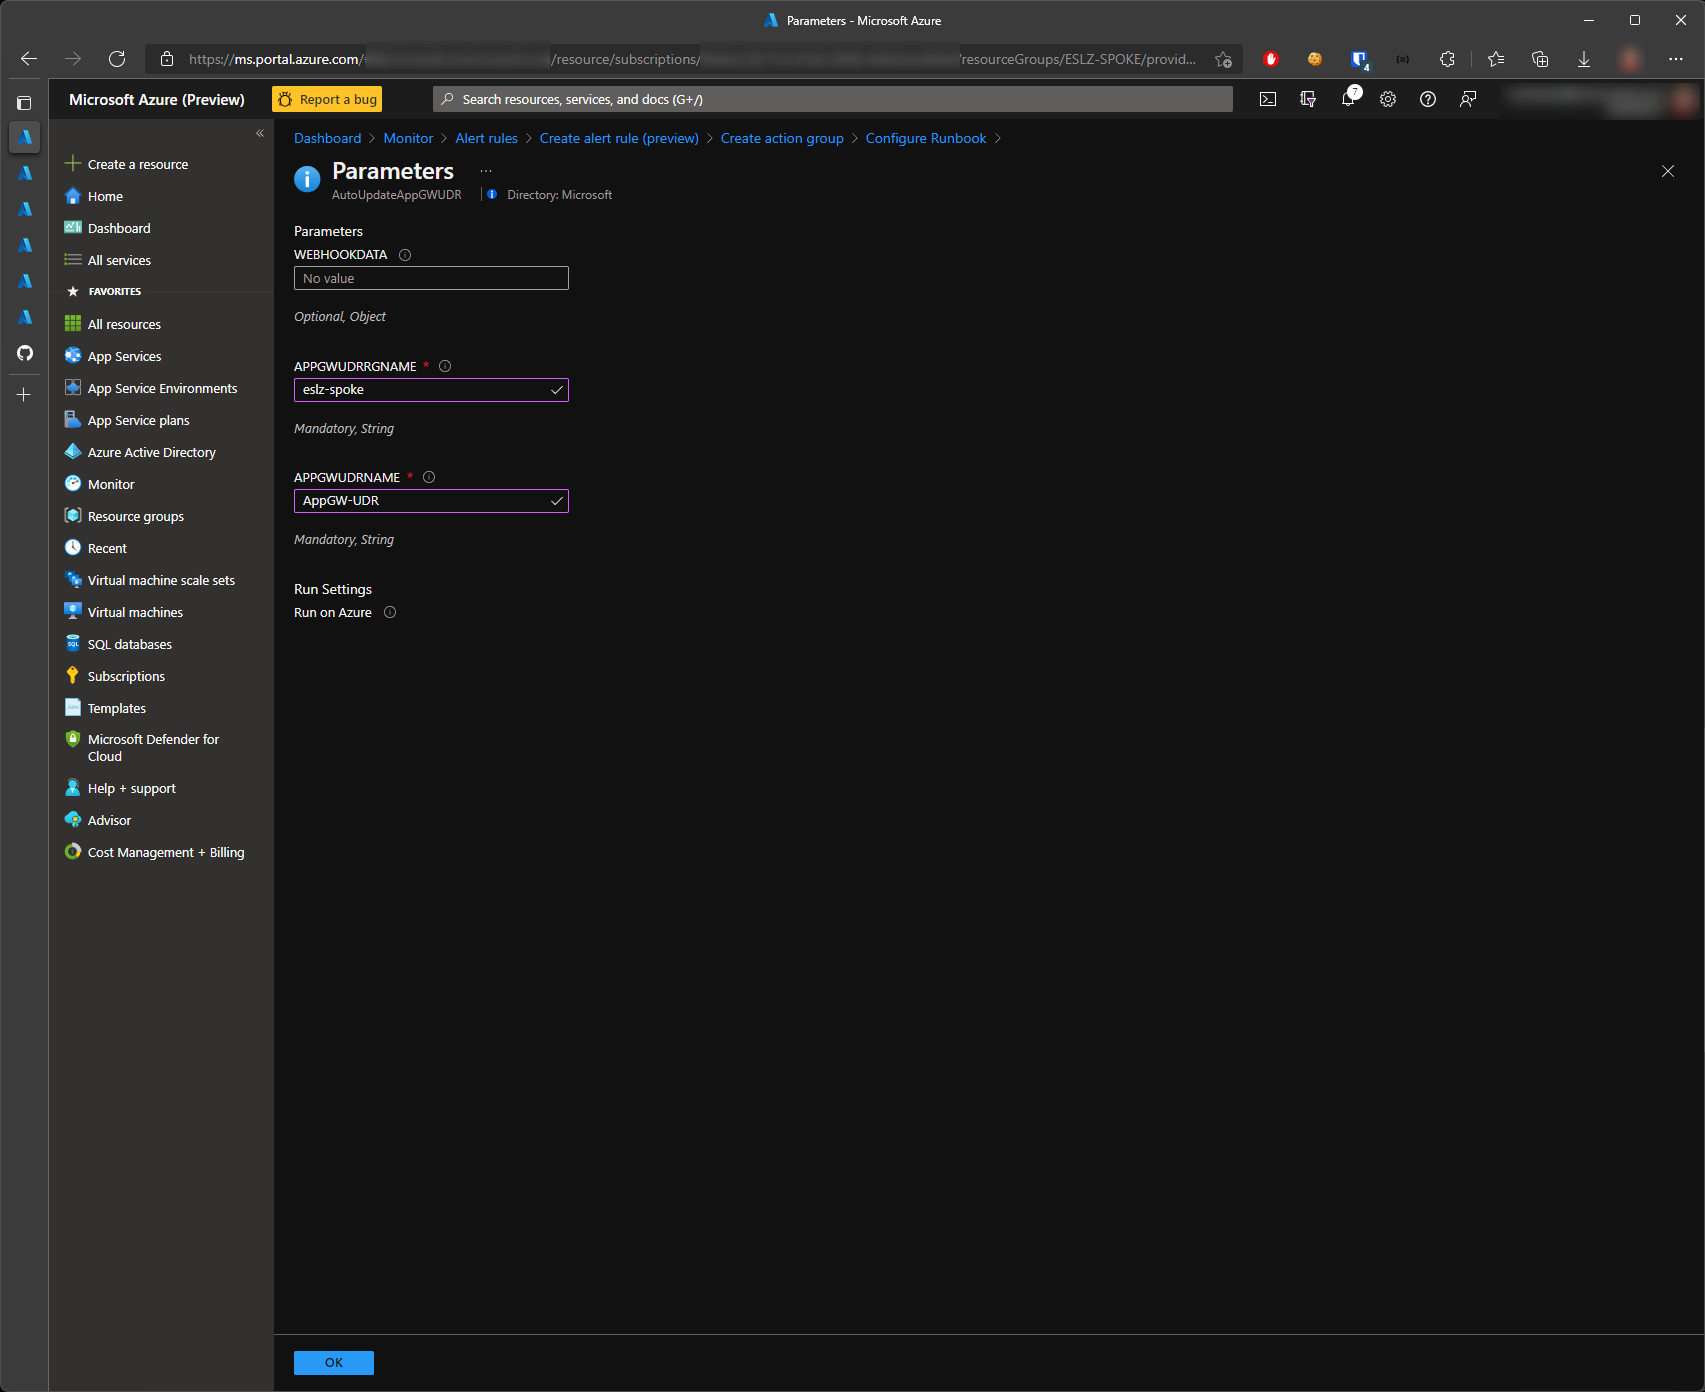 Parameters - Microsoft Azure
https://ms.portal.azure.com/ /resource/subscriptions/ /resourceGroups/ESLZ-SPOKE/provid...
4
Microsoft Azure (Preview)
Report a bug
Search resources, services, and docs (G+/)
7
Dashboard > Monitor > Alert rules > Create alert rule (preview) > Create action group > Configure Runbook >
Parameters ...
AutoUpdateAppGWUDR | Directory: Microsoft
Create a resource
Home
Dashboard
All services
FAVORITES
All resources
App Services
App Service Environments
App Service plans
Azure Active Directory
Monitor
Resource groups
Recent
Virtual machine scale sets
Virtual machines
SQL databases
Subscriptions
Templates
Microsoft Defender for
Cloud
Help + support
Advisor
Cost Management + Billing
Parameters
WEBHOOKDATA
No value
Optional, Object
APPGWUDRRGNAME *
eslz-spoke
Mandatory, String
APPGWUDRNAME *
AppGW-UDR
Mandatory, String
Run Settings
Run on Azure
OK